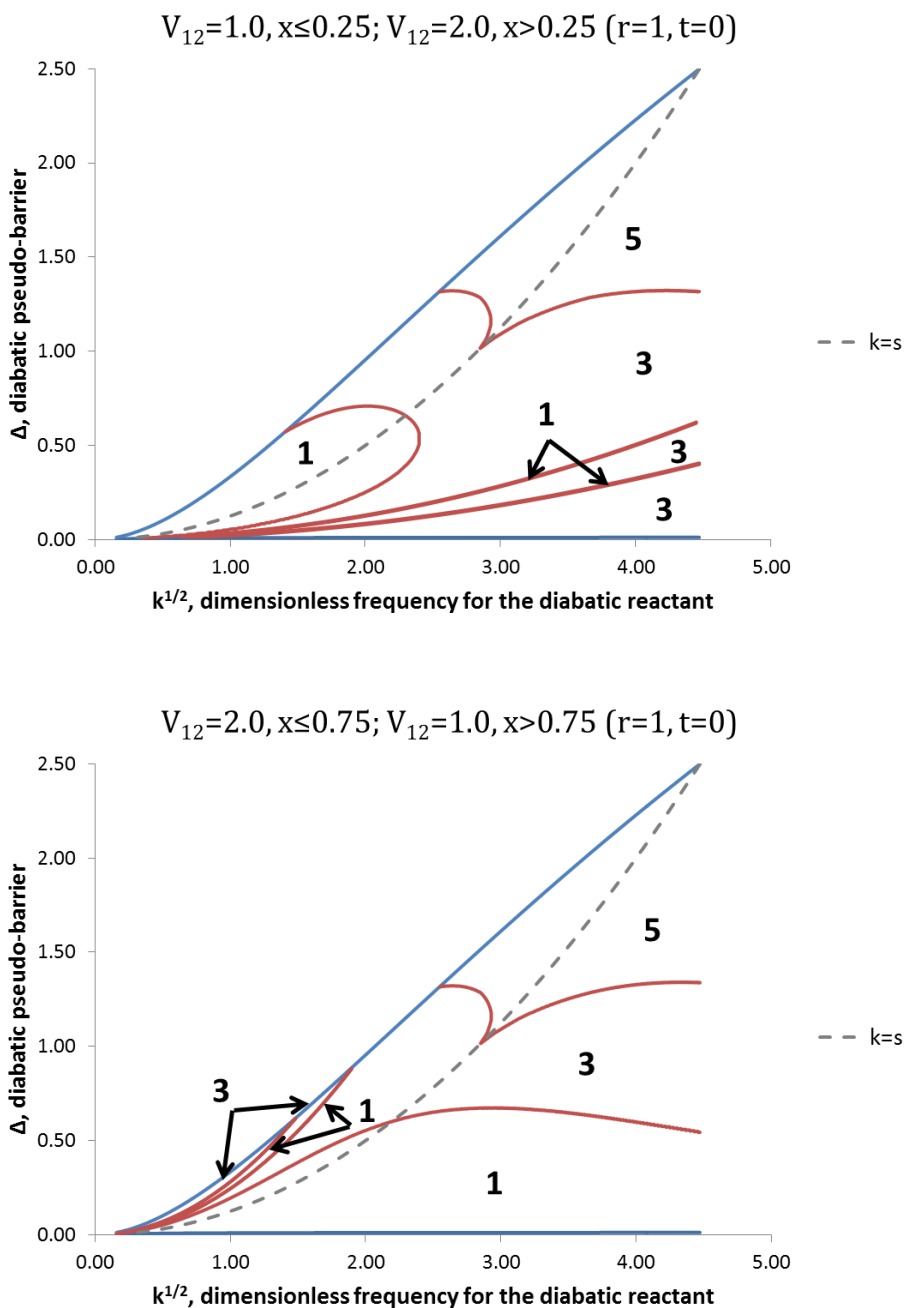 V₁₂=1.0, x≤0.25; V₁₂=2.0, x>0.25 (r=1, t=0)
2.50
2.00
1.50
1.00
0.50
0.00
Δ, diabatic pseudo-barrier
5
3
1
3
1
3
k=s
0.00 1.00 2.00 3.00 4.00 5.00
k¹/², dimensionless frequency for the diabatic reactant
V₁₂=2.0, x≤0.75; V₁₂=1.0, x>0.75 (r=1, t=0)
2.50
2.00
1.50
1.00
0.50
0.00
Δ, diabatic pseudo-barrier
5
3
3
1
1
k=s
0.00 1.00 2.00 3.00 4.00 5.00
k¹/², dimensionless frequency for the diabatic reactant